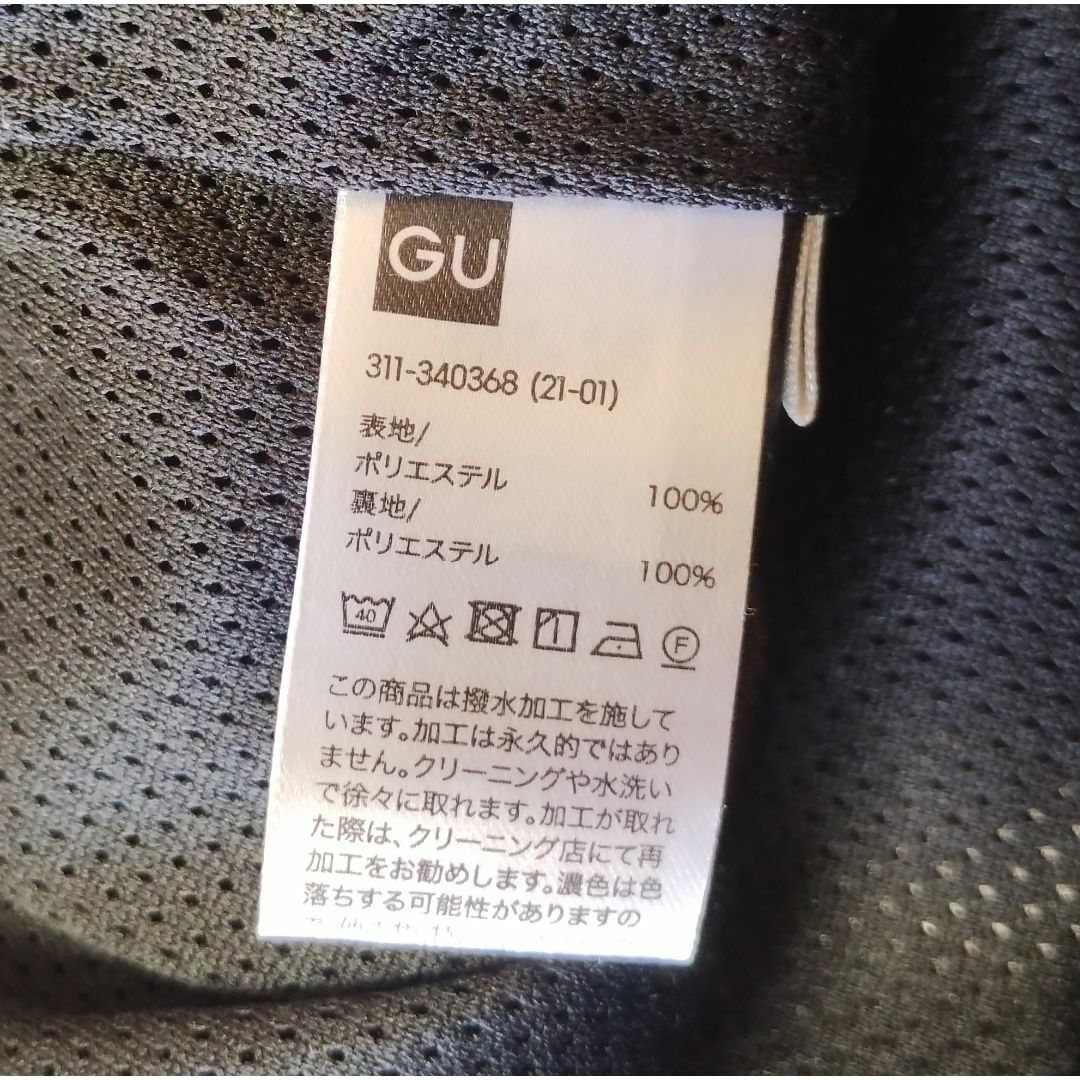 GU
311-340368 (21-01)
表地/
ポリエステル 100%
裏地/
ポリエステル 100%
40
F
この商品は撥水加工を施して
います。加工は永久的ではあり
ません。クリーニングや水洗い
で徐々に取れます。加工が取れ
た際は、クリーニング店にて再
加工をお勧めします。濃色は色
落ちする可能性がありますの